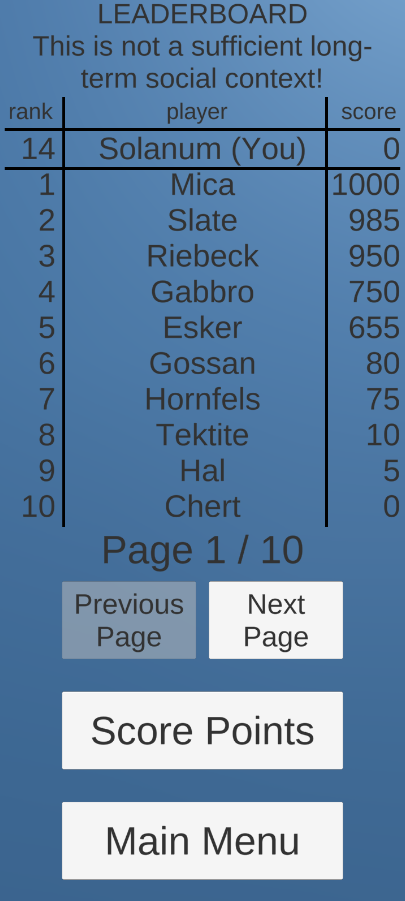 LEADERBOARD
This is not a sufficient long-
term social context!
rank player score
14 Solanum (You) 0
1 Mica 1000
2 Slate 985
3 Riebeck 950
4 Gabbro 750
5 Esker 655
6 Gossan 80
7 Hornfels 75
8 Tektite 10
9 Hal 5
10 Chert 0
Page 1 / 10
Previous
Page
Next
Page
Score Points
Main Menu